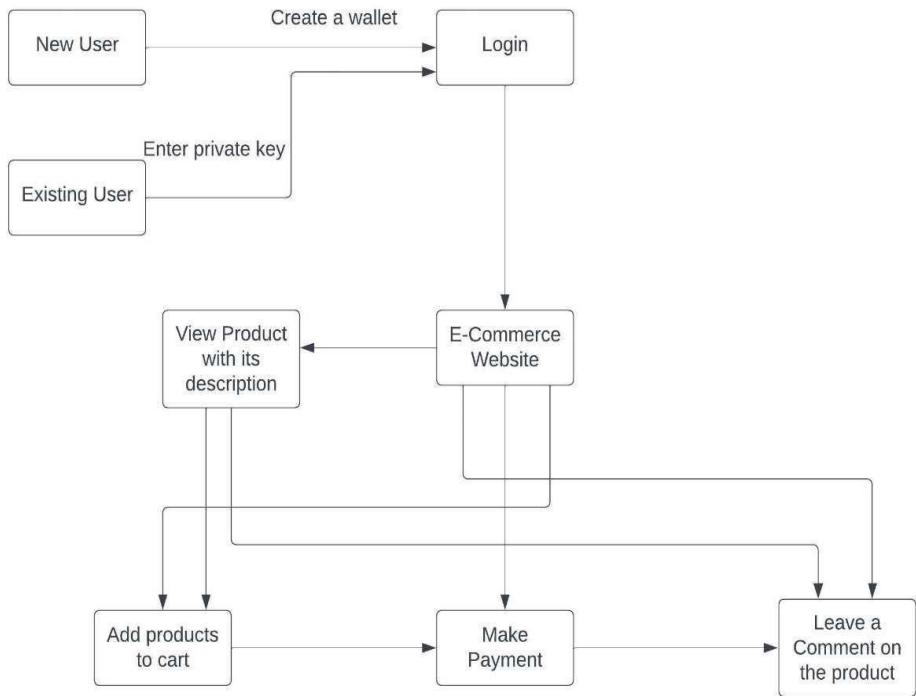 Create a wallet
New User
Login
Enter private key
Existing User
View Product
with its
description
E-Commerce
Website
Add products
to cart
Make
Payment
Leave a
Comment on
the product